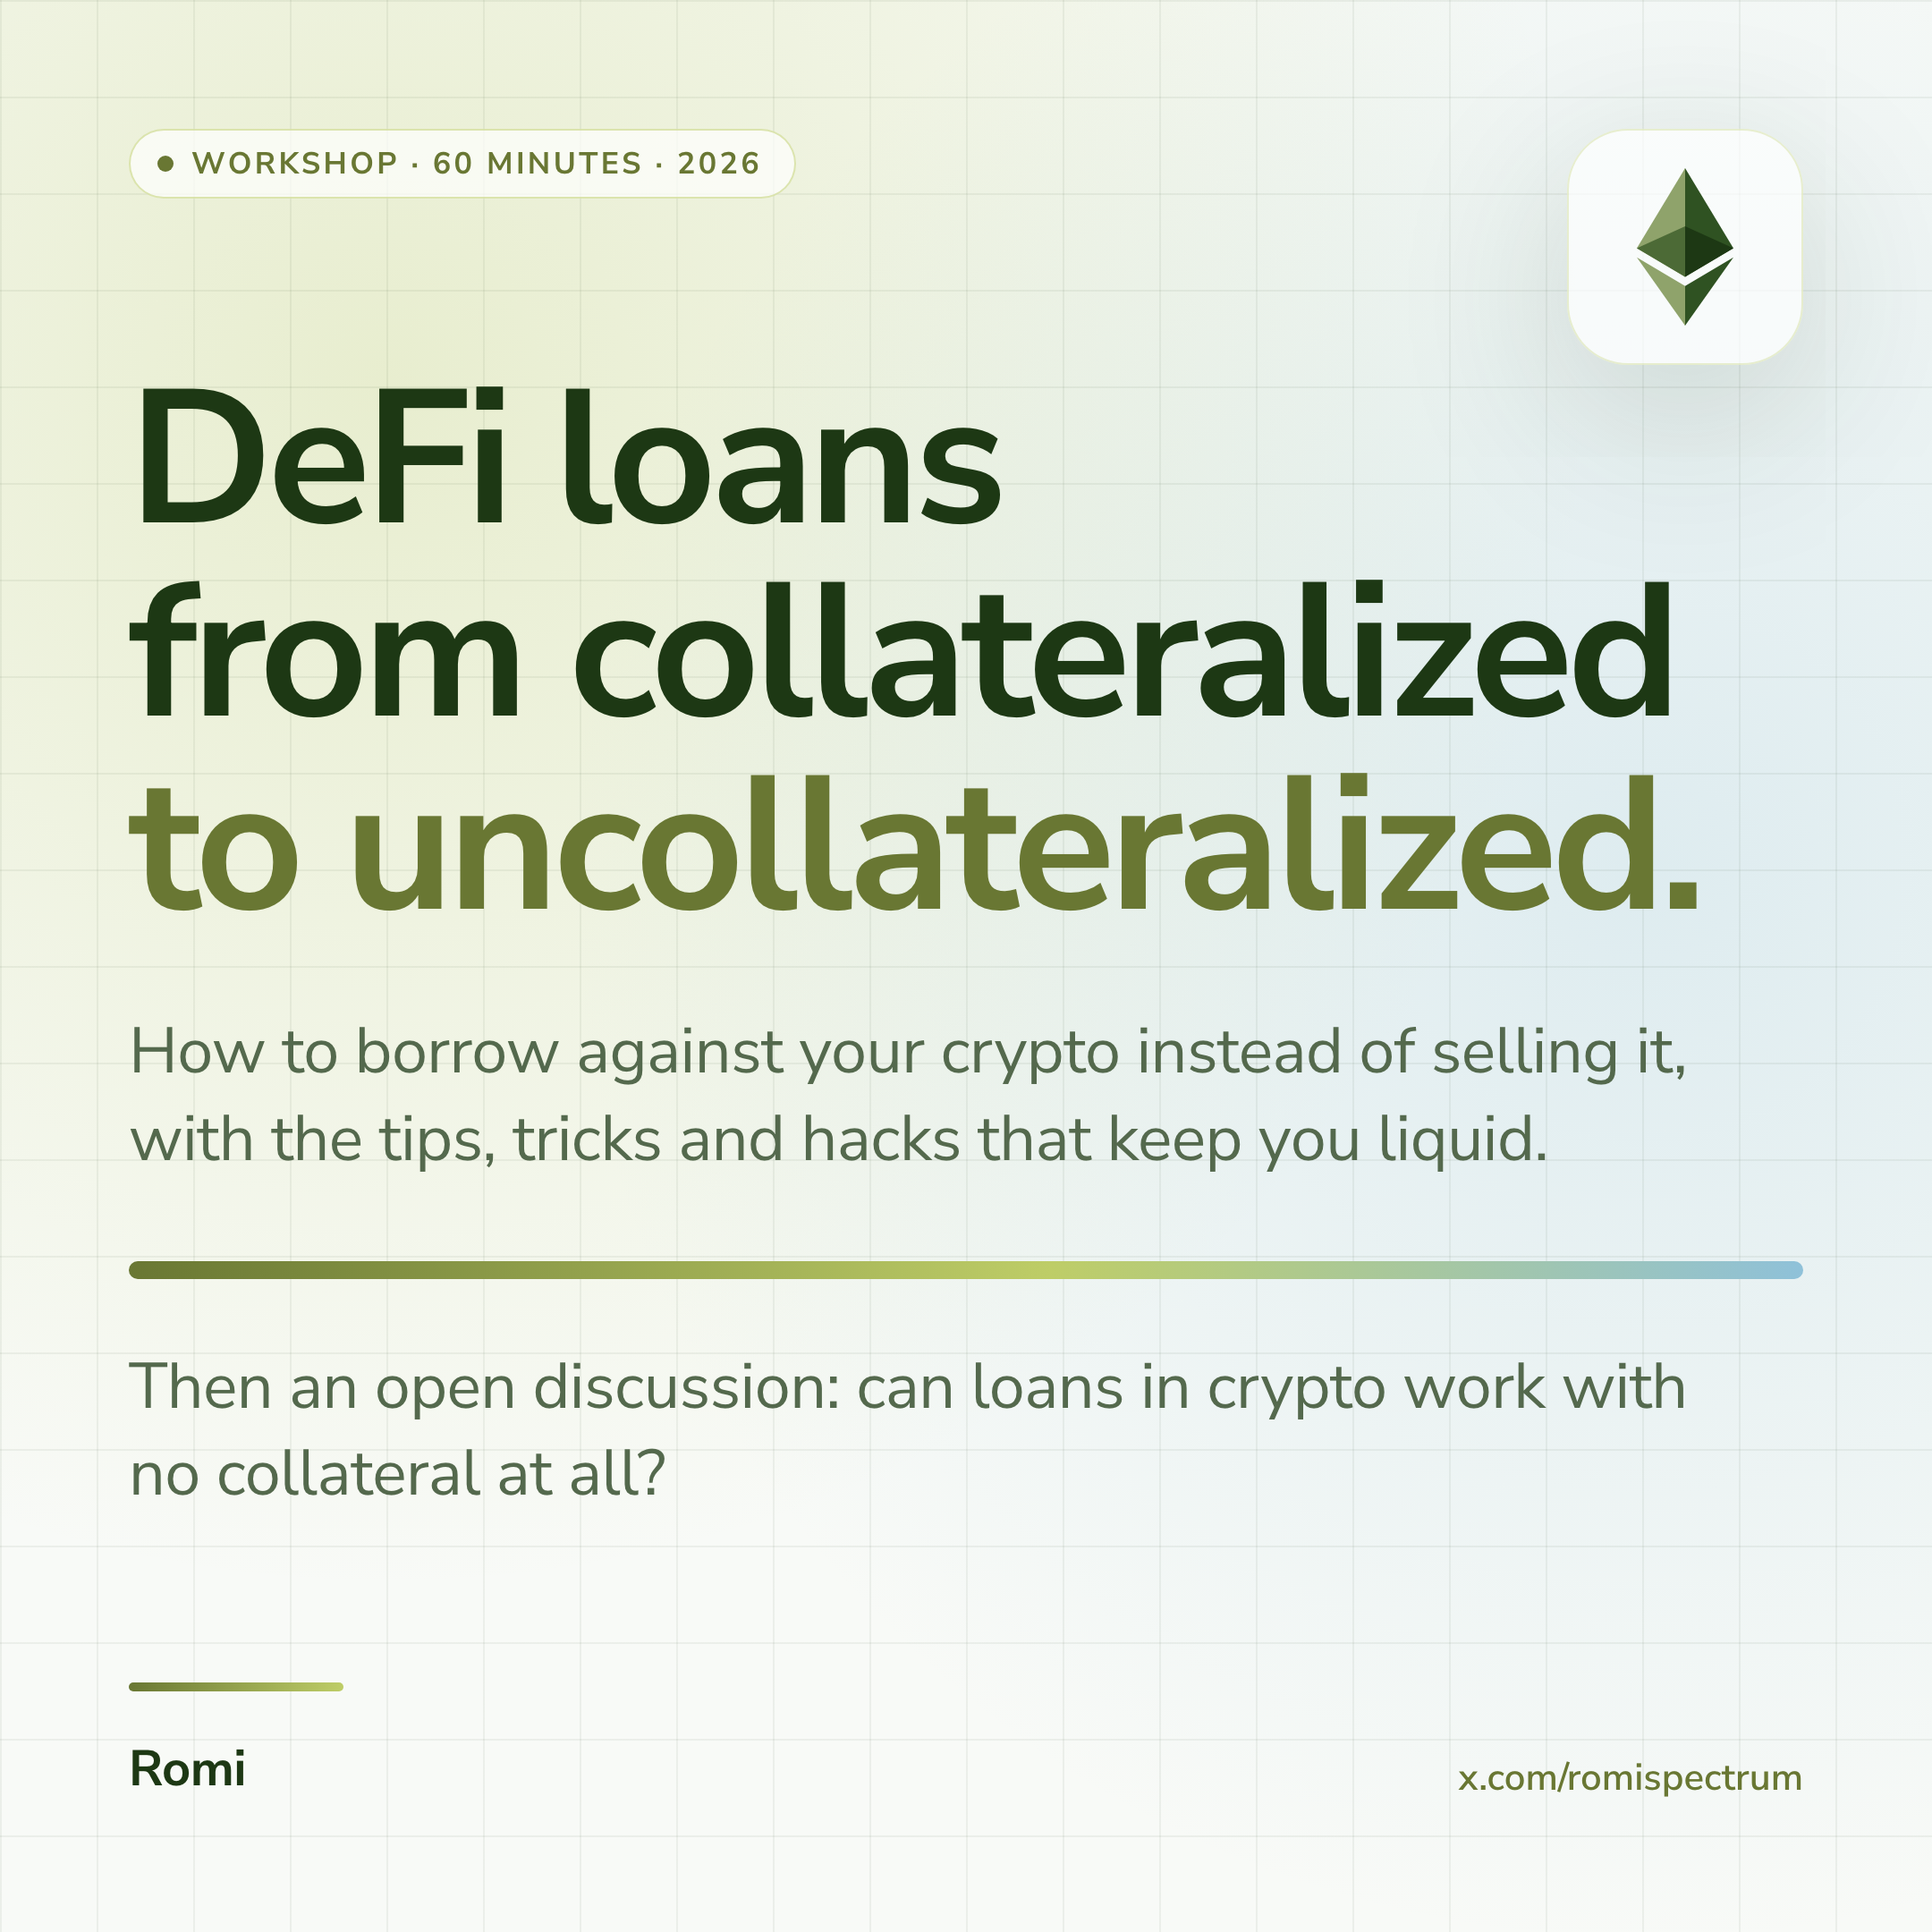 WORKSHOP · 60 MINUTES · 2026
DeFi loans
from collateralized
to uncollateralized.
How to borrow against your crypto instead of selling it,
with the tips, tricks and hacks that keep you liquid.
Then an open discussion: can loans in crypto work with
no collateral at all?
Romi
x.com/romispectrum